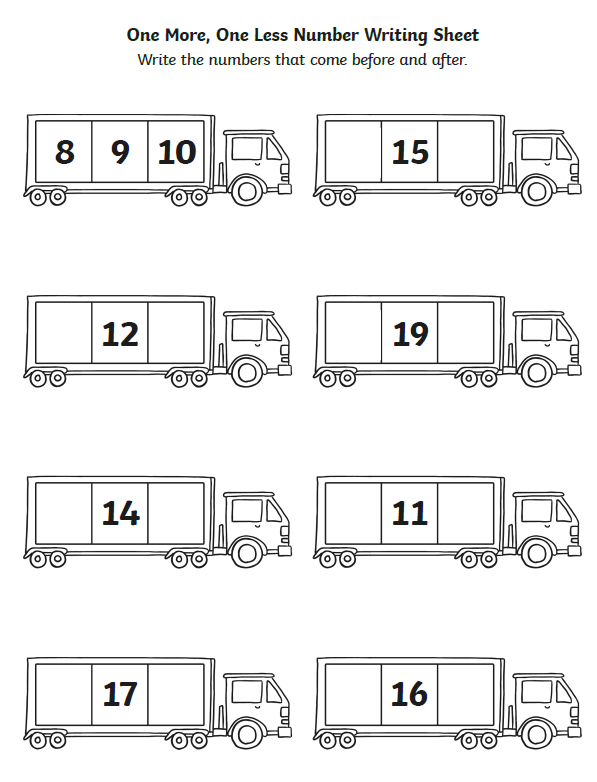 One More, One Less Number Writing Sheet
Write the numbers that come before and after.
8 9 10
15
12
19
14
11
17
16